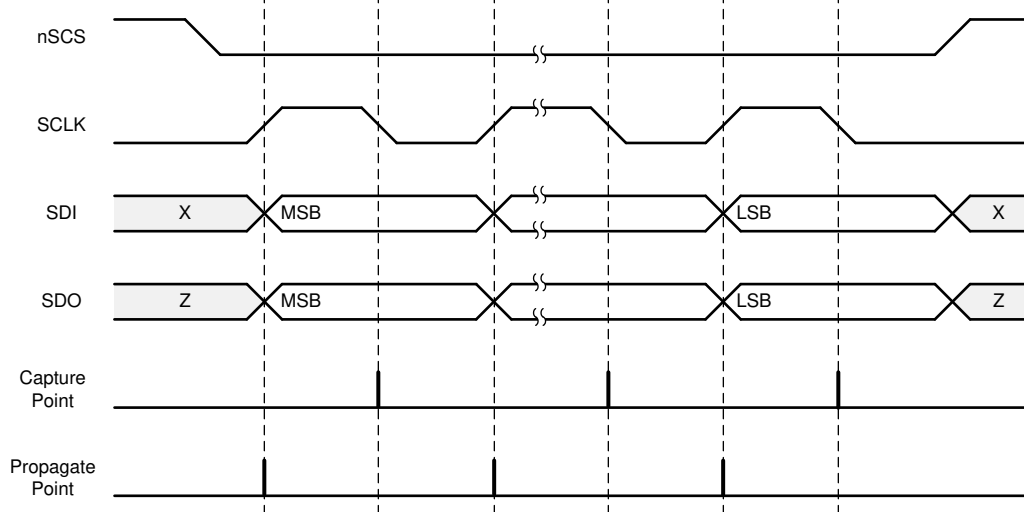 nSCS
SCLK
SDI
X
MSB
LSB
X
SDO
Z
MSB
LSB
Z
Capture
Point
Propagate
Point